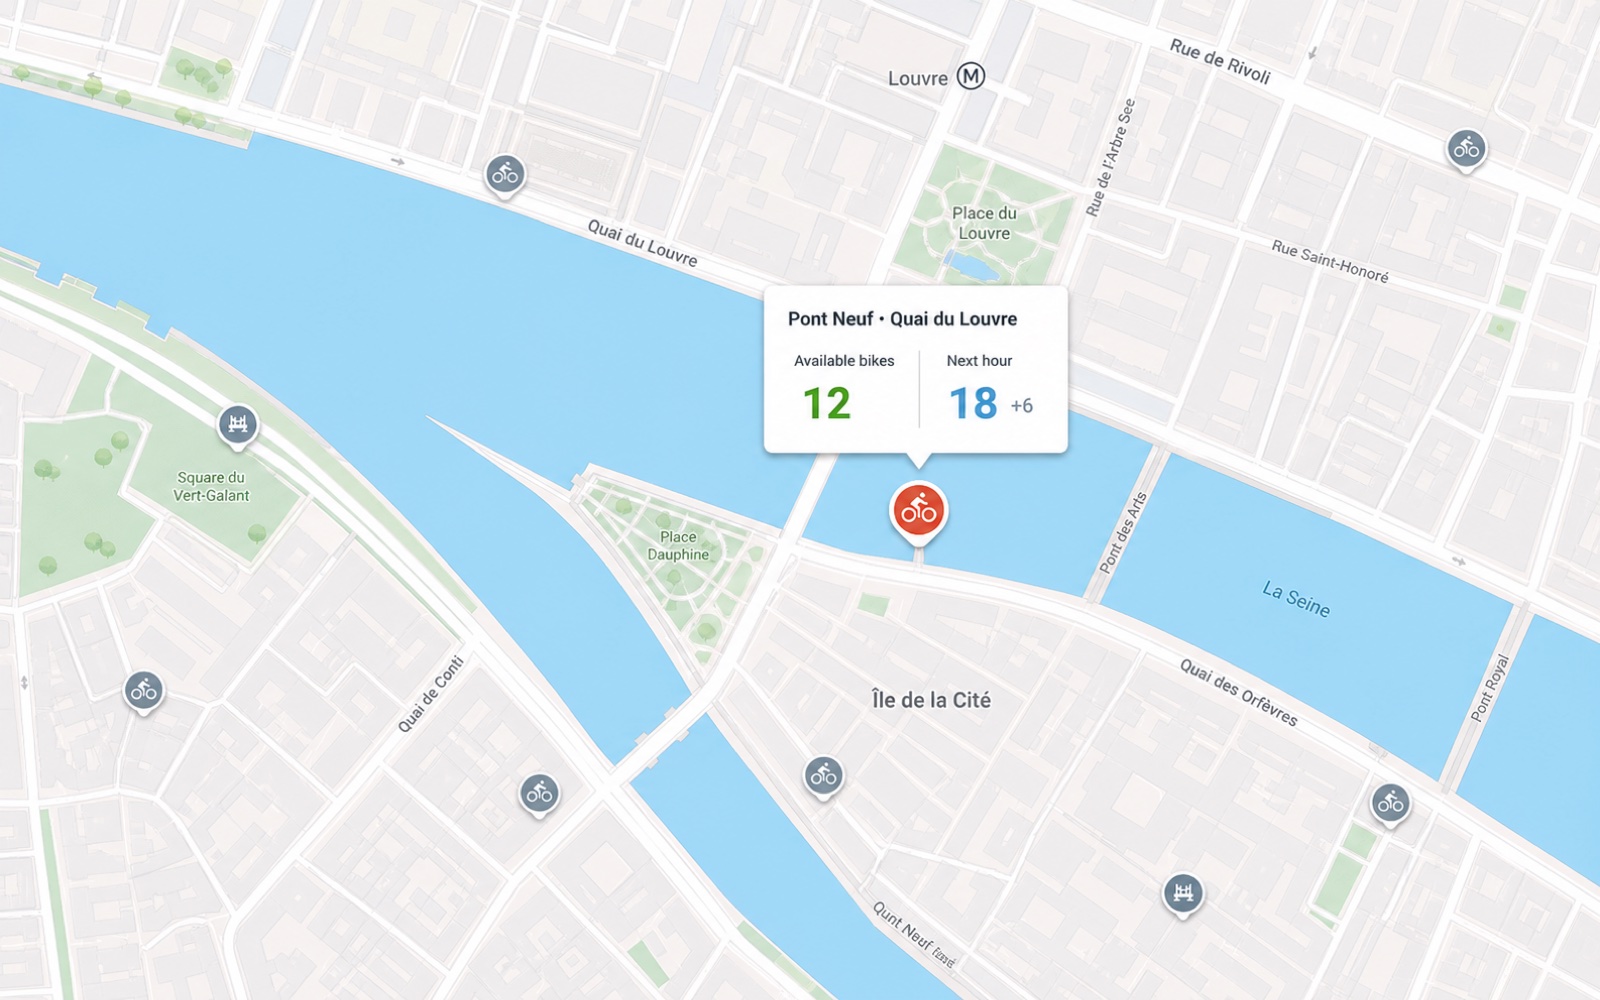 Rue de Rivoli
Louvre M
Rue de l'Arbre See
Place du
Louvre
Quai du Louvre
Rue Saint-Honoré
Pont Neuf • Quai du Louvre
Available bikes
Next hour
12
18 +6
Square du
Vert-Galant
Place
Dauphine
Pont des Arts
La Seine
Quai de Conti
Île de la Cité
Quai des Orfèvres
Pont Royal
Qunt Neuf